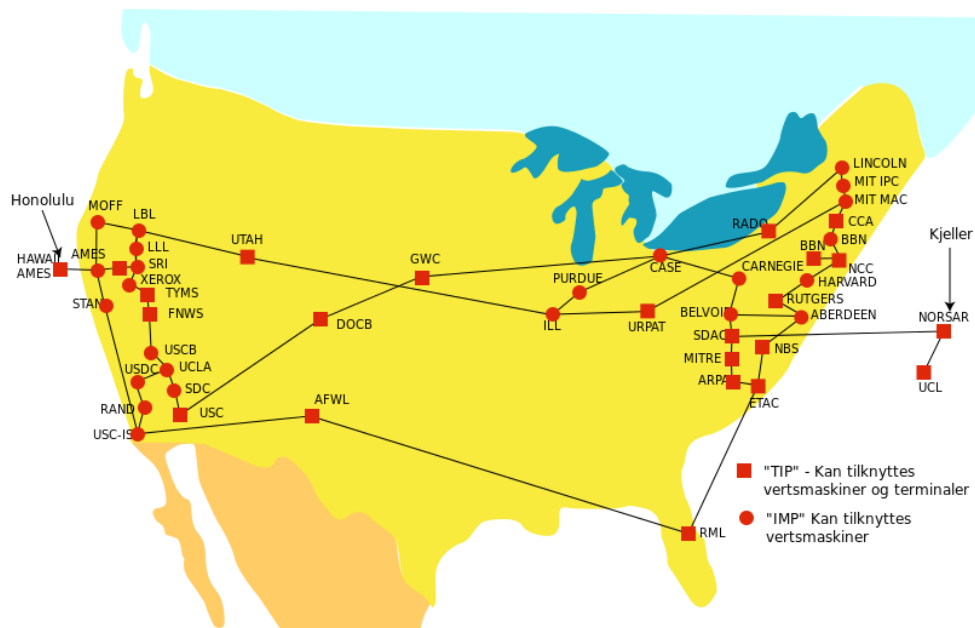 LINCOLN
MIT IPC
MIT MAC
Honolulu
MOFF
LBL
RADO
CCA
Kjeller
UTAH
LLL
BBN
BBN
HAWAII
AMES
AMES
SRI
GWC
CASE
CARNEGIE
NCC
XEROX
PURDUE
HARVARD
TYMS
RUTGERS
STAN
FNWS
DOCB
ILL
URPAT
BELVOIR
ABERDEEN
NORSAR
SDAC
USCB
NBS
USDC
UCLA
MITRE
SDC
ARPA
UCL
RAND
USC
AFWL
ETAC
USC-ISI
"TIP" - Kan tilknyttes
vertsmaskiner og terminaler
"IMP" Kan tilknyttes
vertsmaskiner
RML